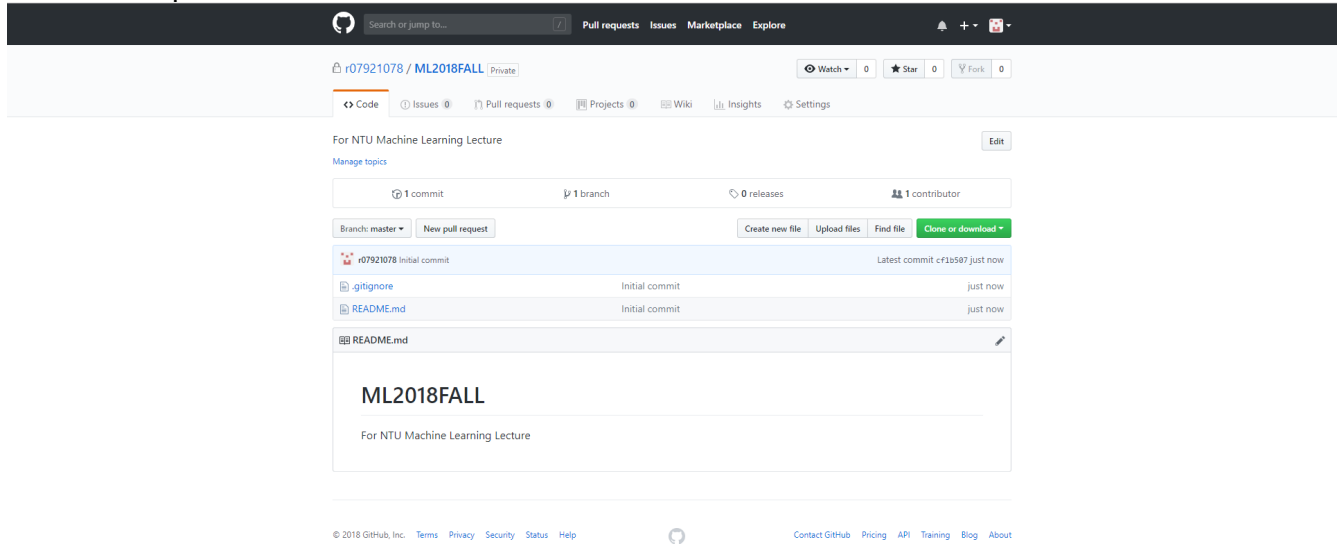 Search or jump to... / Pull requests Issues Marketplace Explore
r07921078 / ML2018FALL Private Watch 0 Star 0 Fork 0
Code Issues 0 Pull requests 0 Projects 0 Wiki Insights Settings
For NTU Machine Learning Lecture Edit
Manage topics
1 commit 1 branch 0 releases 1 contributor
Branch: master New pull request Create new file Upload files Find file Clone or download
r07921078 Initial commit Latest commit cf1b507 just now
.gitignore Initial commit just now
README.md Initial commit just now
README.md
ML2018FALL
For NTU Machine Learning Lecture
© 2018 GitHub, Inc. Terms Privacy Security Status Help Contact GitHub Pricing API Training Blog About